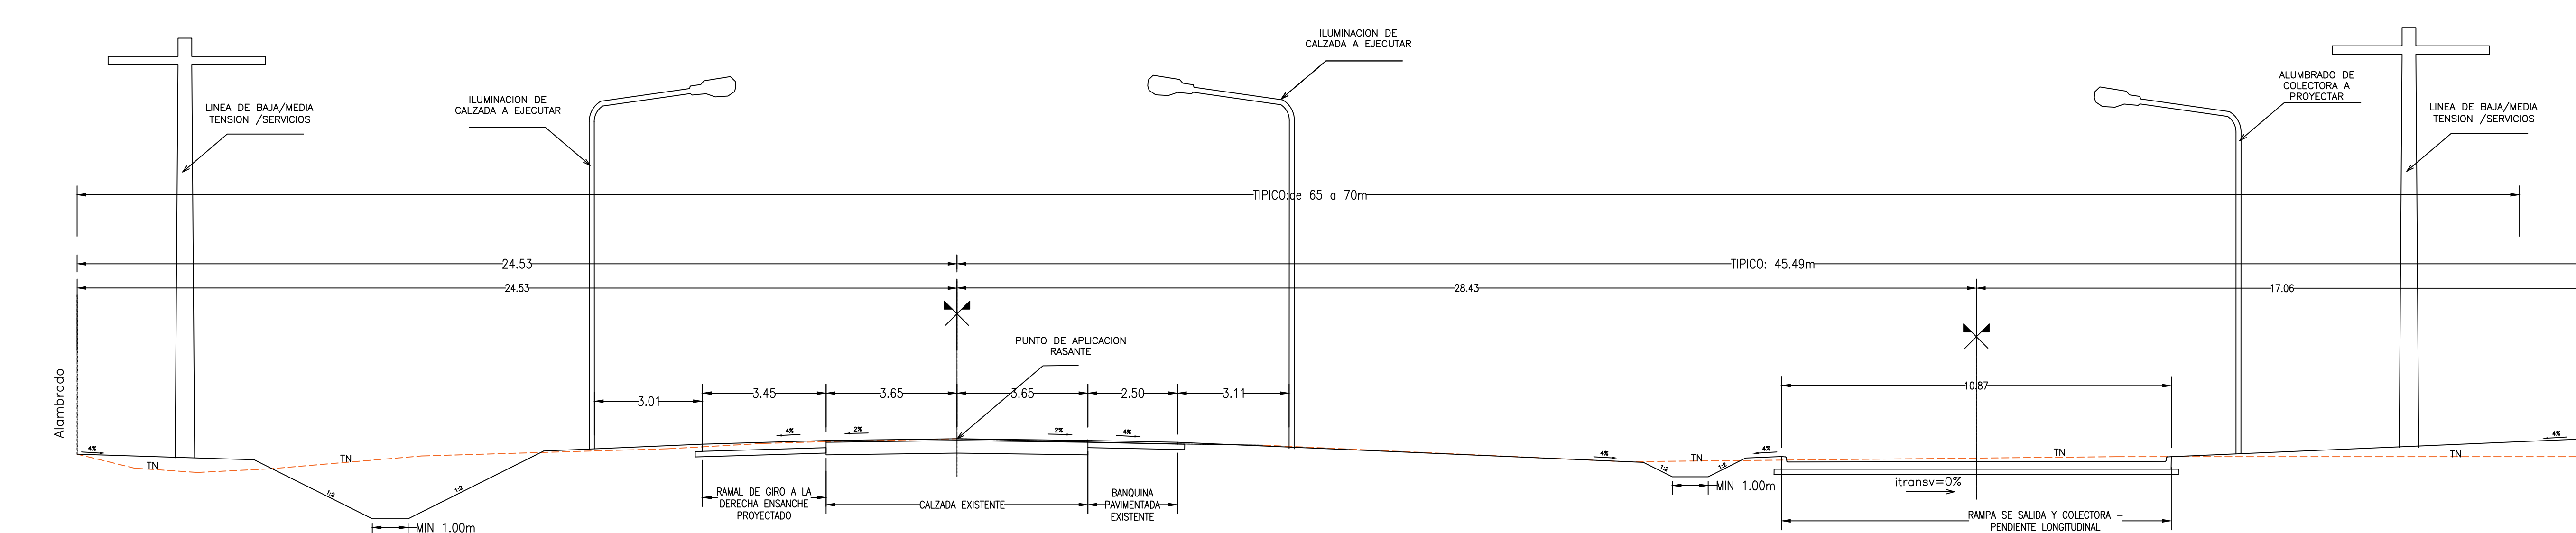 ILUMINACION DE
CALZADA A EJECUTAR
ALUMBRADO DE
COLECTORA A
PROYECTAR
ILUMINACION DE
CALZADA A EJECUTAR
LINEA DE BAJA/MEDIA
TENSION /SERVICIOS
LINEA DE BAJA/MEDIA
TENSION /SERVICIOS
TIPICO:de 65 a 70m
24.53
TIPICO: 45.49m
24.53
28.43
17.06
PUNTO DE APLICACION
RASANTE
Alambrado
3.01
3.45
3.65
3.65
2.50
3.11
10.87
4%
4%
2%
2%
4%
4%
4%
4%
TN
TN
TN
TN
TN
1:2
1:2
1:2
1:2
MIN 1.00m
MIN 1.00m
itransv=0%
RAMAL DE GIRO A LA
DERECHA ENSANCHE
PROYECTADO
CALZADA EXISTENTE
BANQUINA
PAVIMENTADA
EXISTENTE
RAMPA SE SALIDA Y COLECTORA –
PENDIENTE LONGITUDINAL